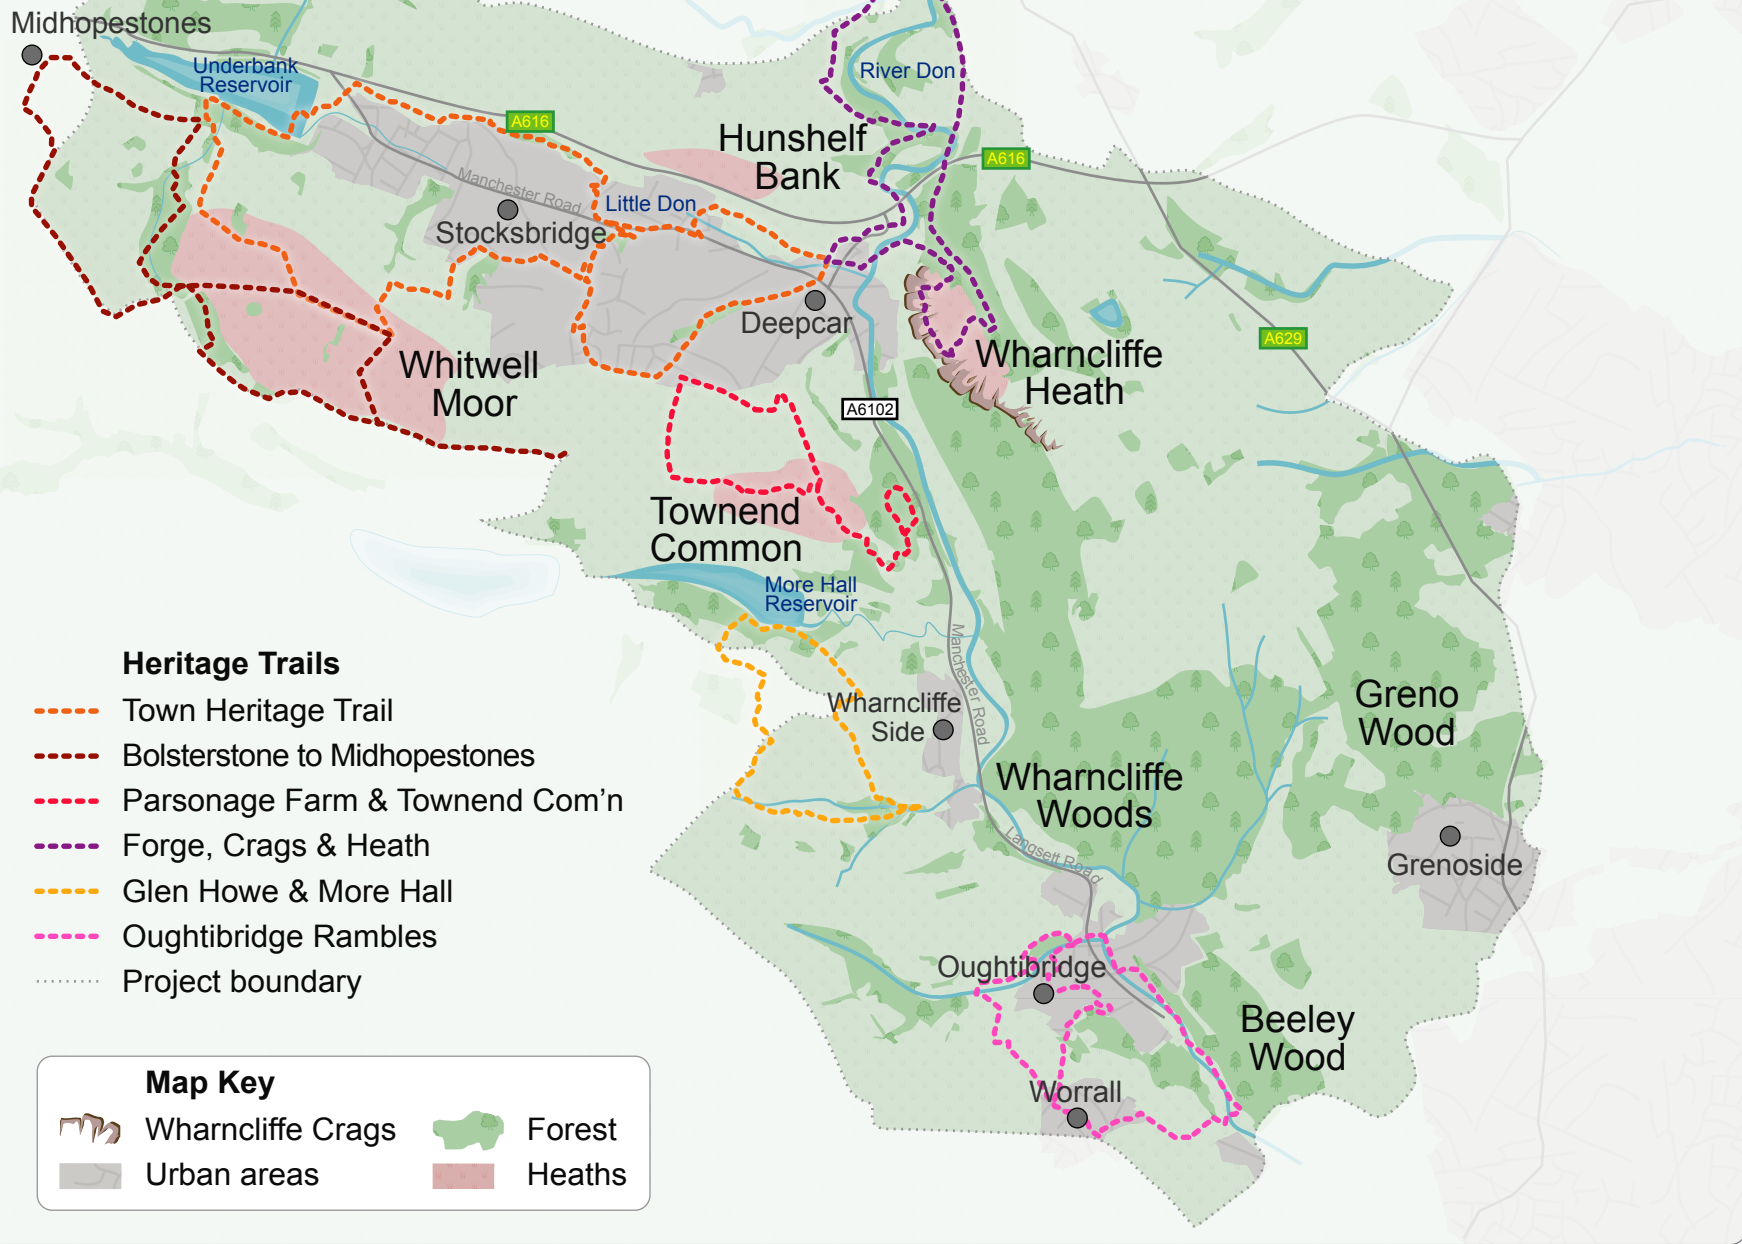 Midhopestones
Underbank
Reservoir
River Don
A616
Hunshelf
Bank
A616
Manchester Road
Little Don
Stocksbridge
Deepcar
A629
Whitwell
Moor
Wharncliffe
Heath
A6102
Townend
Common
More Hall
Reservoir
Manchester Road
Wharncliffe
Side
Greno
Wood
Wharncliffe
Woods
Langsett Road
Grenoside
Oughtibridge
Beeley
Wood
Worrall
Heritage Trails
Town Heritage Trail
Bolsterstone to Midhopestones
Parsonage Farm & Townend Com’n
Forge, Crags & Heath
Glen Howe & More Hall
Oughtibridge Rambles
Project boundary
Map Key
Wharncliffe Crags
Forest
Urban areas
Heaths